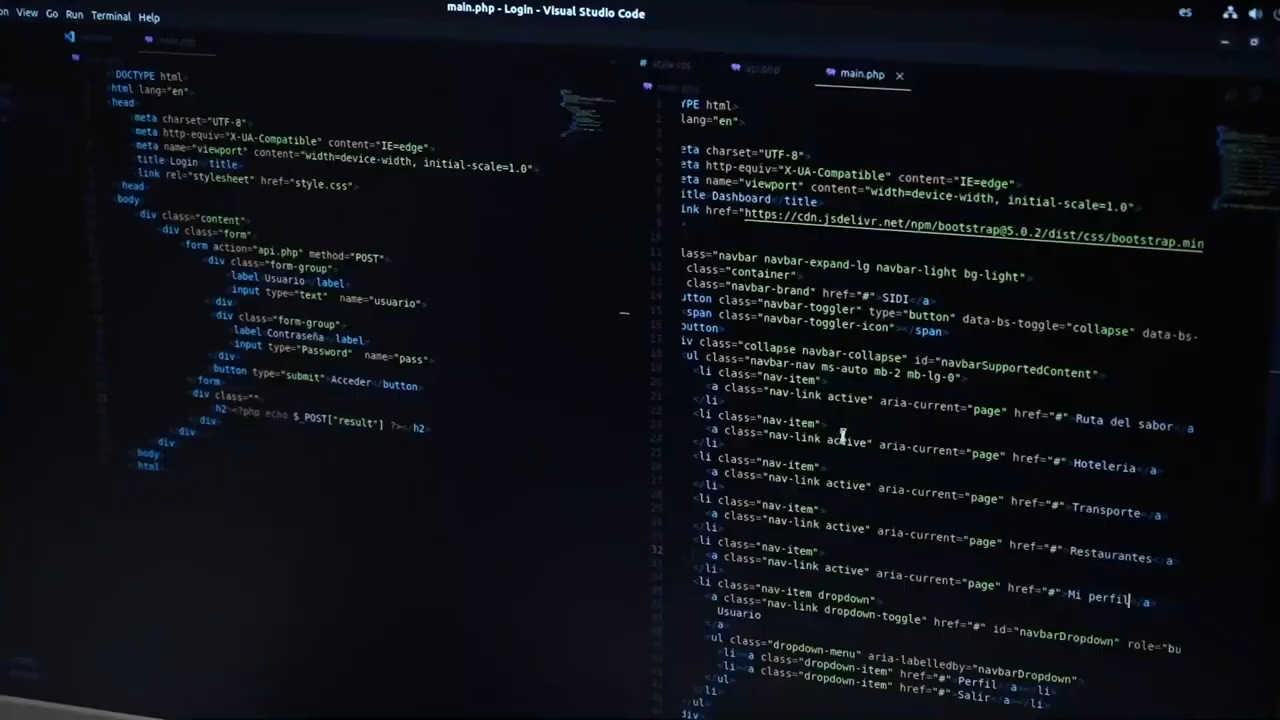 View Go Run Terminal Help
main.php - Login - Visual Studio Code
es
DOCTYPE html>
<html lang="en">
<head>
<meta charset="UTF-8">
<meta http-equiv="X-UA-Compatible" content="IE=edge">
<meta name="viewport" content="width=device-width, initial-scale=1.0">
<title>Login</title>
<link rel="stylesheet" href="style.css">
</head>
<body>
<div class="content">
<div class="form">
<form action="api.php" method="POST">
<div class="form-group">
<label>Usuario</label>
<input type="text" name="usuario">
</div>
<div class="form-group">
<label>Contraseña</label>
<input type="Password" name="pass">
</div>
<button type="submit">Acceder</button>
</form>
<div class="">
<h2><?php echo $_POST["result"] ?></h2>
</div>
</div>
</div>
</body>
</html>
style.css
api.php
main.php
YPE html>
lang="en">
eta charset="UTF-8">
eta http-equiv="X-UA-Compatible" content="IE=edge">
eta name="viewport" content="width=device-width, initial-scale=1.0">
itle>Dashboard</title>
ink href="https://cdn.jsdelivr.net/npm/bootstrap@5.0.2/dist/css/bootstrap.min
lass="navbar navbar-expand-lg navbar-light bg-light">
class="container">
class="navbar-brand" href="#">SIDI</a>
utton class="navbar-toggler" type="button" data-bs-toggle="collapse" data-bs-
<span class="navbar-toggler-icon"></span>
button>
iv class="collapse navbar-collapse" id="navbarSupportedContent">
<ul class="navbar-nav ms-auto mb-2 mb-lg-0">
<li class="nav-item">
<a class="nav-link active" aria-current="page" href="#">Ruta del sabor</a
</li>
<li class="nav-item">
<a class="nav-link active" aria-current="page" href="#">Hoteleria</a>
</li>
<li class="nav-item">
<a class="nav-link active" aria-current="page" href="#">Transporte</a>
</li>
<li class="nav-item">
<a class="nav-link active" aria-current="page" href="#">Restaurantes</a>
</li>
<li class="nav-item">
<a class="nav-link active" aria-current="page" href="#">Mi perfil</a>
</li>
<li class="nav-item dropdown">
<a class="nav-link dropdown-toggle" href="#" id="navbarDropdown" role="bu
Usuario
</a>
<ul class="dropdown-menu" aria-labelledby="navbarDropdown">
<li><a class="dropdown-item" href="#">Perfil</a></li>
<li><a class="dropdown-item" href="#">Salir</a></li>
</ul>
</li>
</ul>
div>